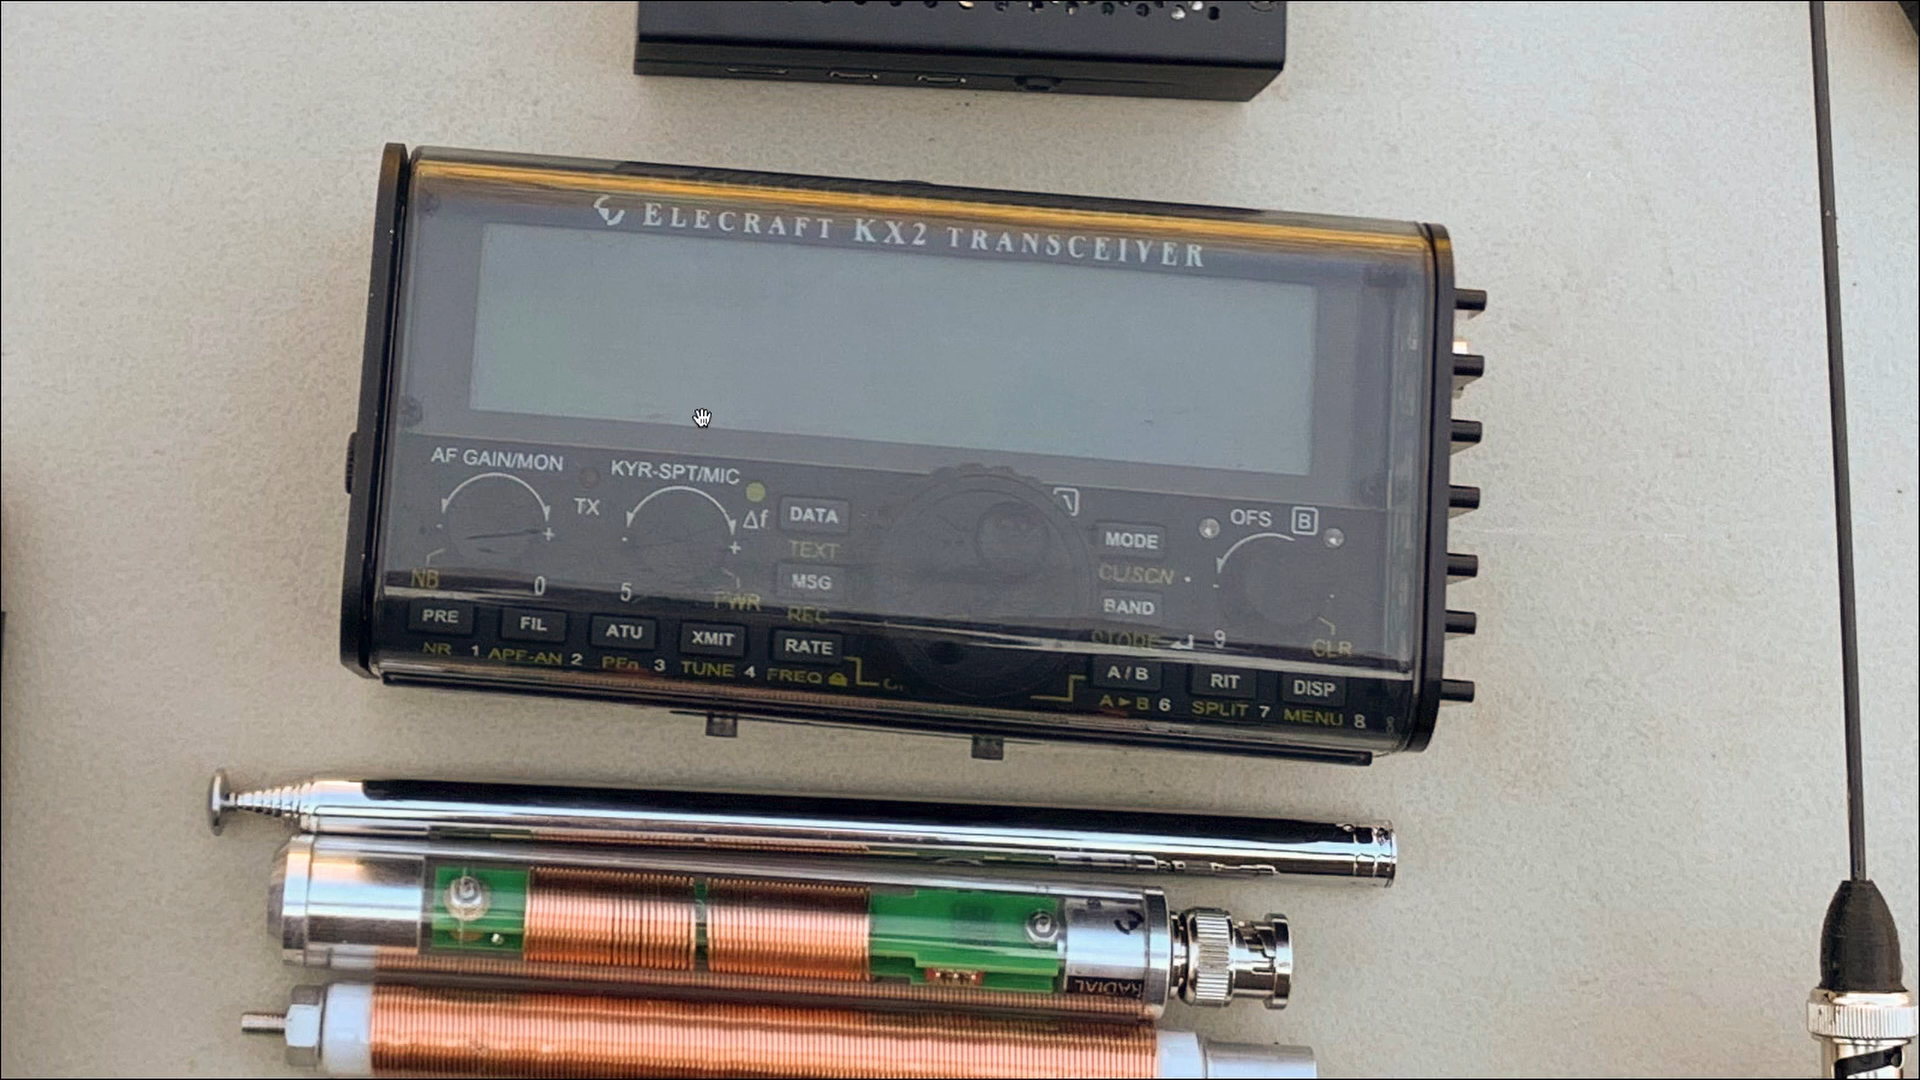 ELECRAFT KX2 TRANSCEIVER
AF GAIN/MON
KYR-SPT/MIC
TX
Δf
DATA
OFS B
- +
- +
TEXT
MODE
NB
0
5
PWR
MSG
CL/SCN
-
REC
BAND
STORE
9
CLR
PRE
FIL
ATU
XMIT
RATE
A/B
RIT
DISP
NR 1 APF-AN 2 PFn 3 TUNE 4 FREQ
A►B 6 SPLIT 7 MENU 8
RADIAL